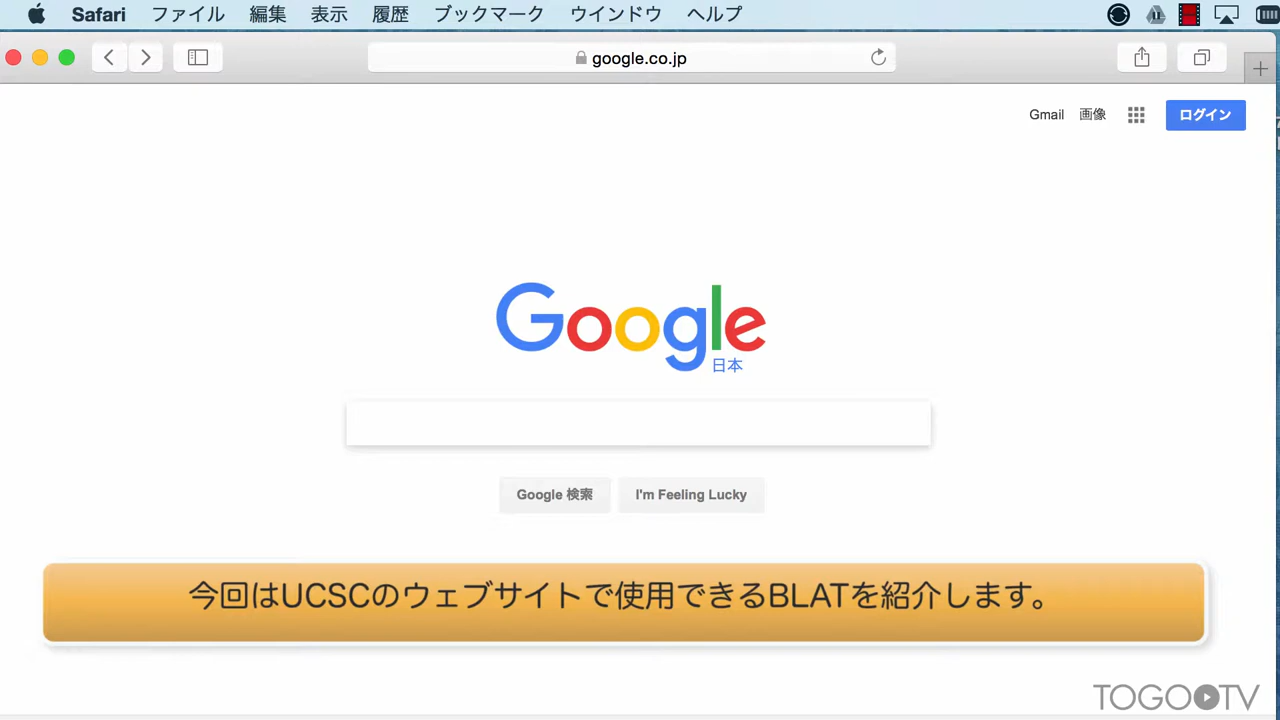 Safari ファイル 編集 表示 履歴 ブックマーク ウインドウ ヘルプ
google.co.jp
Gmail 画像 ログイン
Google
日本
Google 検索 I'm Feeling Lucky
今回はUCSCのウェブサイトで使用できるBLATを紹介します。
TOGOTV